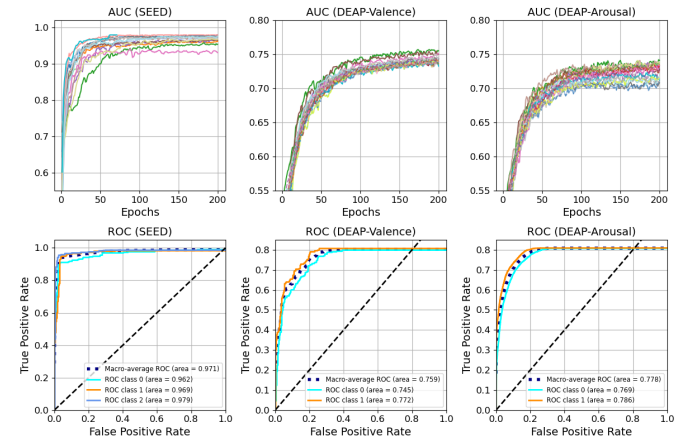 AUC (SEED)
1.0
0.9
0.8
0.7
0.6
0
50
100
150
200
Epochs
AUC (DEAP-Valence)
0.80
0.75
0.70
0.65
0.60
0.55
0
50
100
150
200
Epochs
AUC (DEAP-Arousal)
0.80
0.75
0.70
0.65
0.60
0.55
0
50
100
150
200
Epochs
ROC (SEED)
True Positive Rate
1.0
0.8
0.6
0.4
0.2
0.0
Macro-average ROC (area = 0.971)
ROC class 0 (area = 0.962)
ROC class 1 (area = 0.969)
ROC class 2 (area = 0.979)
0.0
0.2
0.4
0.6
0.8
1.0
False Positive Rate
ROC (DEAP-Valence)
True Positive Rate
0.8
0.7
0.6
0.5
0.4
0.3
0.2
0.1
0.0
Macro-average ROC (area = 0.759)
ROC class 0 (area = 0.745)
ROC class 1 (area = 0.772)
0.0
0.2
0.4
0.6
0.8
1.0
False Positive Rate
ROC (DEAP-Arousal)
True Positive Rate
0.8
0.7
0.6
0.5
0.4
0.3
0.2
0.1
0.0
Macro-average ROC (area = 0.778)
ROC class 0 (area = 0.769)
ROC class 1 (area = 0.786)
0.0
0.2
0.4
0.6
0.8
1.0
False Positive Rate